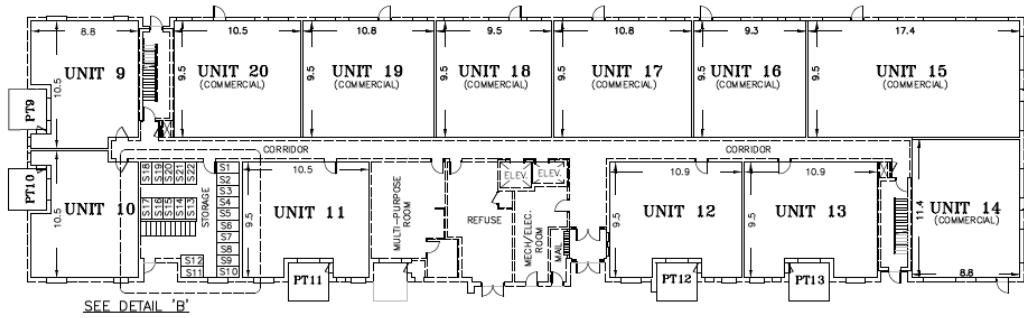 8.8
UNIT 9
10.5
PT9
10.5
9.5
UNIT 20
(COMMERCIAL)
10.8
9.5
UNIT 19
(COMMERCIAL)
9.5
9.5
UNIT 18
(COMMERCIAL)
10.8
9.5
UNIT 17
(COMMERCIAL)
9.3
9.5
UNIT 16
(COMMERCIAL)
17.4
9.5
UNIT 15
(COMMERCIAL)
CORRIDOR
CORRIDOR
PT10
10.5
UNIT 10
S18
S19
S20
S21
S22
S17
S16
S15
S14
S13
S12
S11
STORAGE
S1
S2
S3
S4
S5
S6
S7
S8
S9
S10
10.5
9.5
UNIT 11
PT11
MULTI-PURPOSE
ROOM
REFUSE
ELEV.
ELEV.
MECH/ELEC.
ROOM
MAIL
10.9
9.5
UNIT 12
PT12
10.9
UNIT 13
PT13
11.4
UNIT 14
(COMMERCIAL)
8.8
SEE DETAIL 'B'